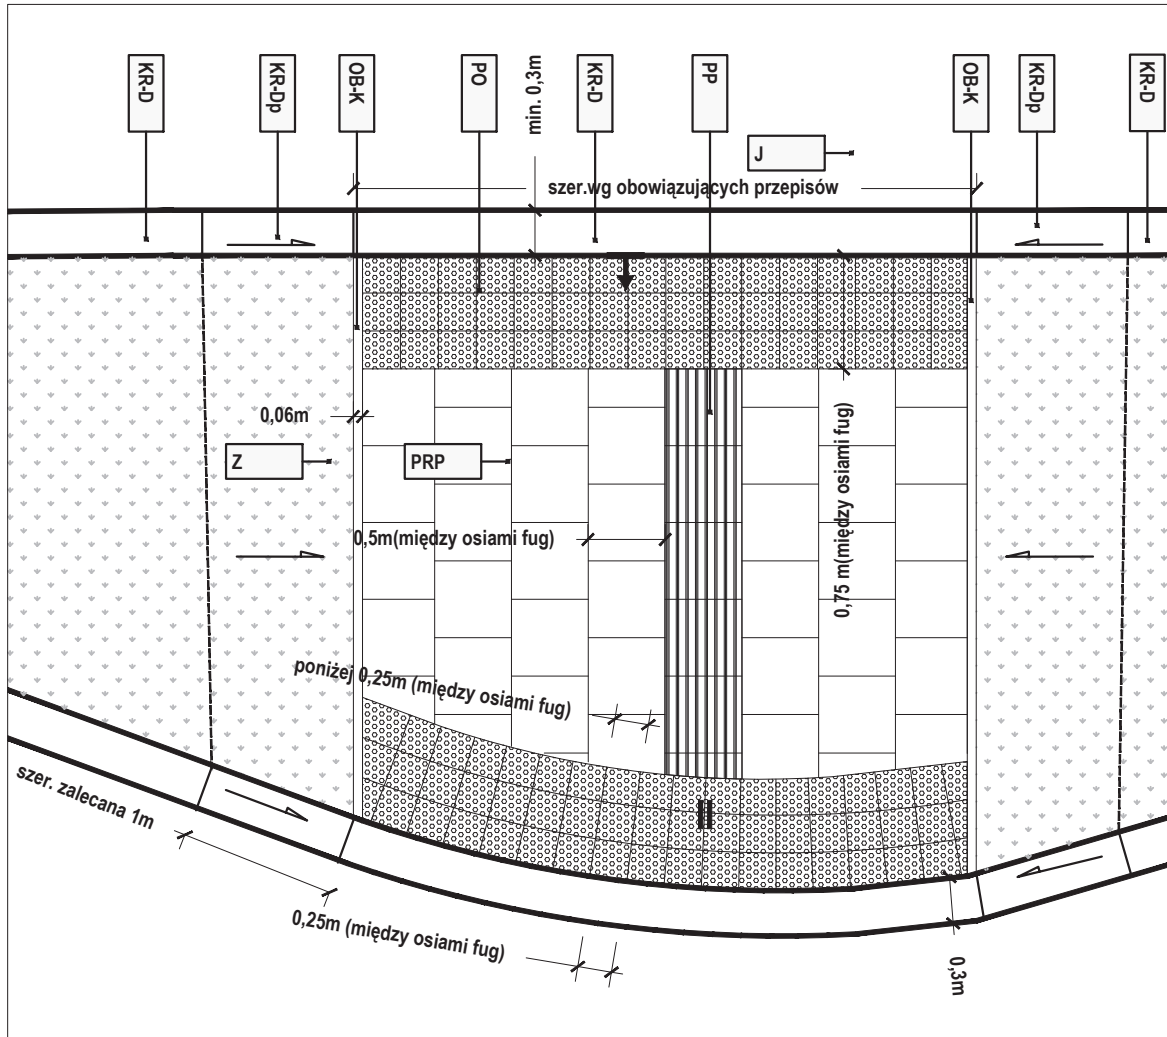 KR-D
KR-Dp
OB-K
PO
min. 0,3m
KR-D
PP
OB-K
KR-Dp
KR-D
J
szer.wg obowiązujących przepisów
0,06m
Z
PRP
0,5m(między osiami fug)
0,75 m(między osiami fug)
poniżej 0,25m (między osiami fug)
szer. zalecana 1m
0,25m (między osiami fug)
0,3m